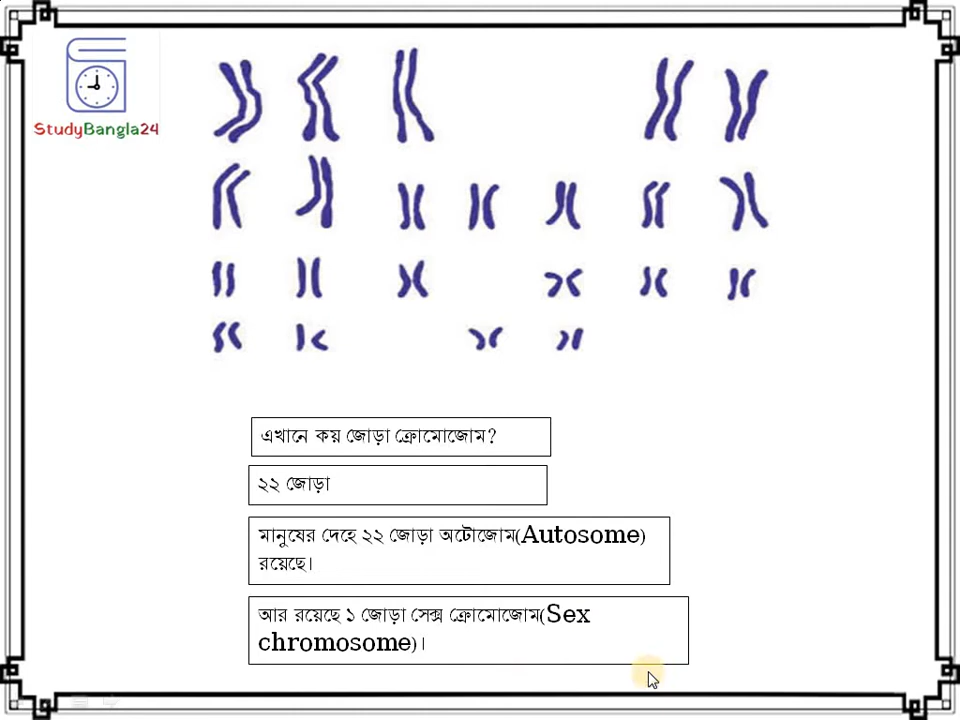 StudyBangla24
এখানে কয় জোড়া ক্রোমোজোম?
২২ জোড়া
মানুষের দেহে ২২ জোড়া অটোজোম(Autosome)
রয়েছে।
আর রয়েছে ১ জোড়া সেক্স ক্রোমোজোম(Sex
chromosome)।